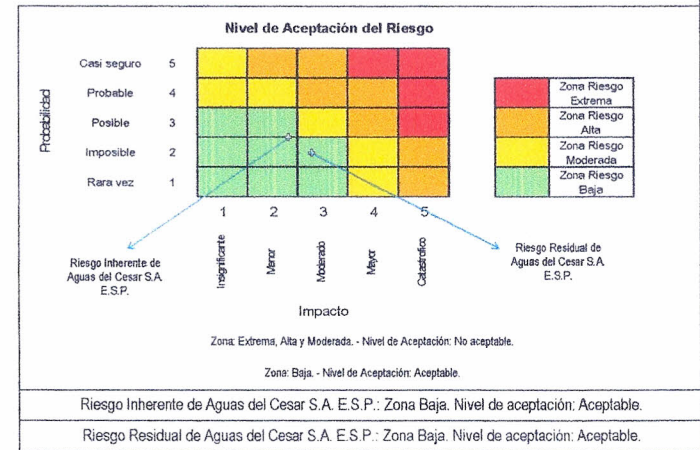 Nivel de Aceptación del Riesgo
Probabilidad
Casi seguro 5
Probable 4
Posible 3
Imposible 2
Rara vez 1
1 2 3 4 5
Insignificante
Menor
Moderado
Mayor
Catastrofico
Impacto
Zona Riesgo
Extrema
Zona Riesgo
Alta
Zona Riesgo
Moderada
Zona Riesgo
Baja
Riesgo Inherente de
Aguas del Cesar S.A.
E.S.P.
Riesgo Residual de
Aguas del Cesar S.A.
E.S.P.
Zona: Extrema, Alta y Moderada. - Nivel de Aceptación: No aceptable.
Zona: Baja. - Nivel de Aceptación: Aceptable.
Riesgo Inherente de Aguas del Cesar S.A. E.S.P.: Zona Baja. Nivel de aceptación: Aceptable.
Riesgo Residual de Aguas del Cesar S.A. E.S.P.: Zona Baja. Nivel de aceptación: Aceptable.